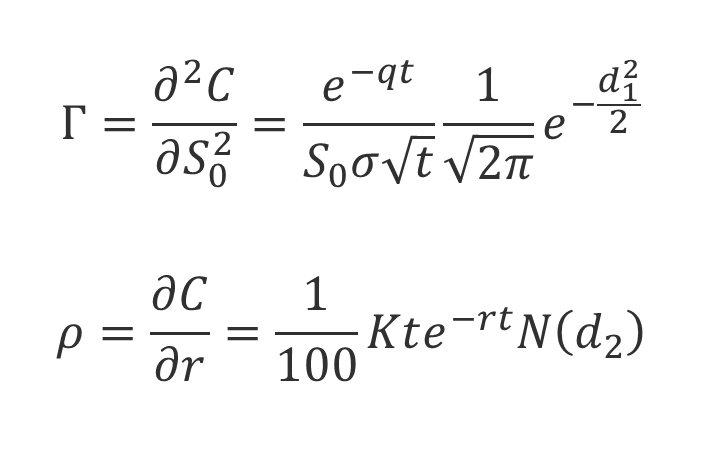 Γ = ∂²C/∂S₀² = e^{−qt}/(S₀σ√t) 1/√(2π) e^{−d₁²/2}
ρ = ∂C/∂r = 1/100 Kte^{−rt}N(d₂)